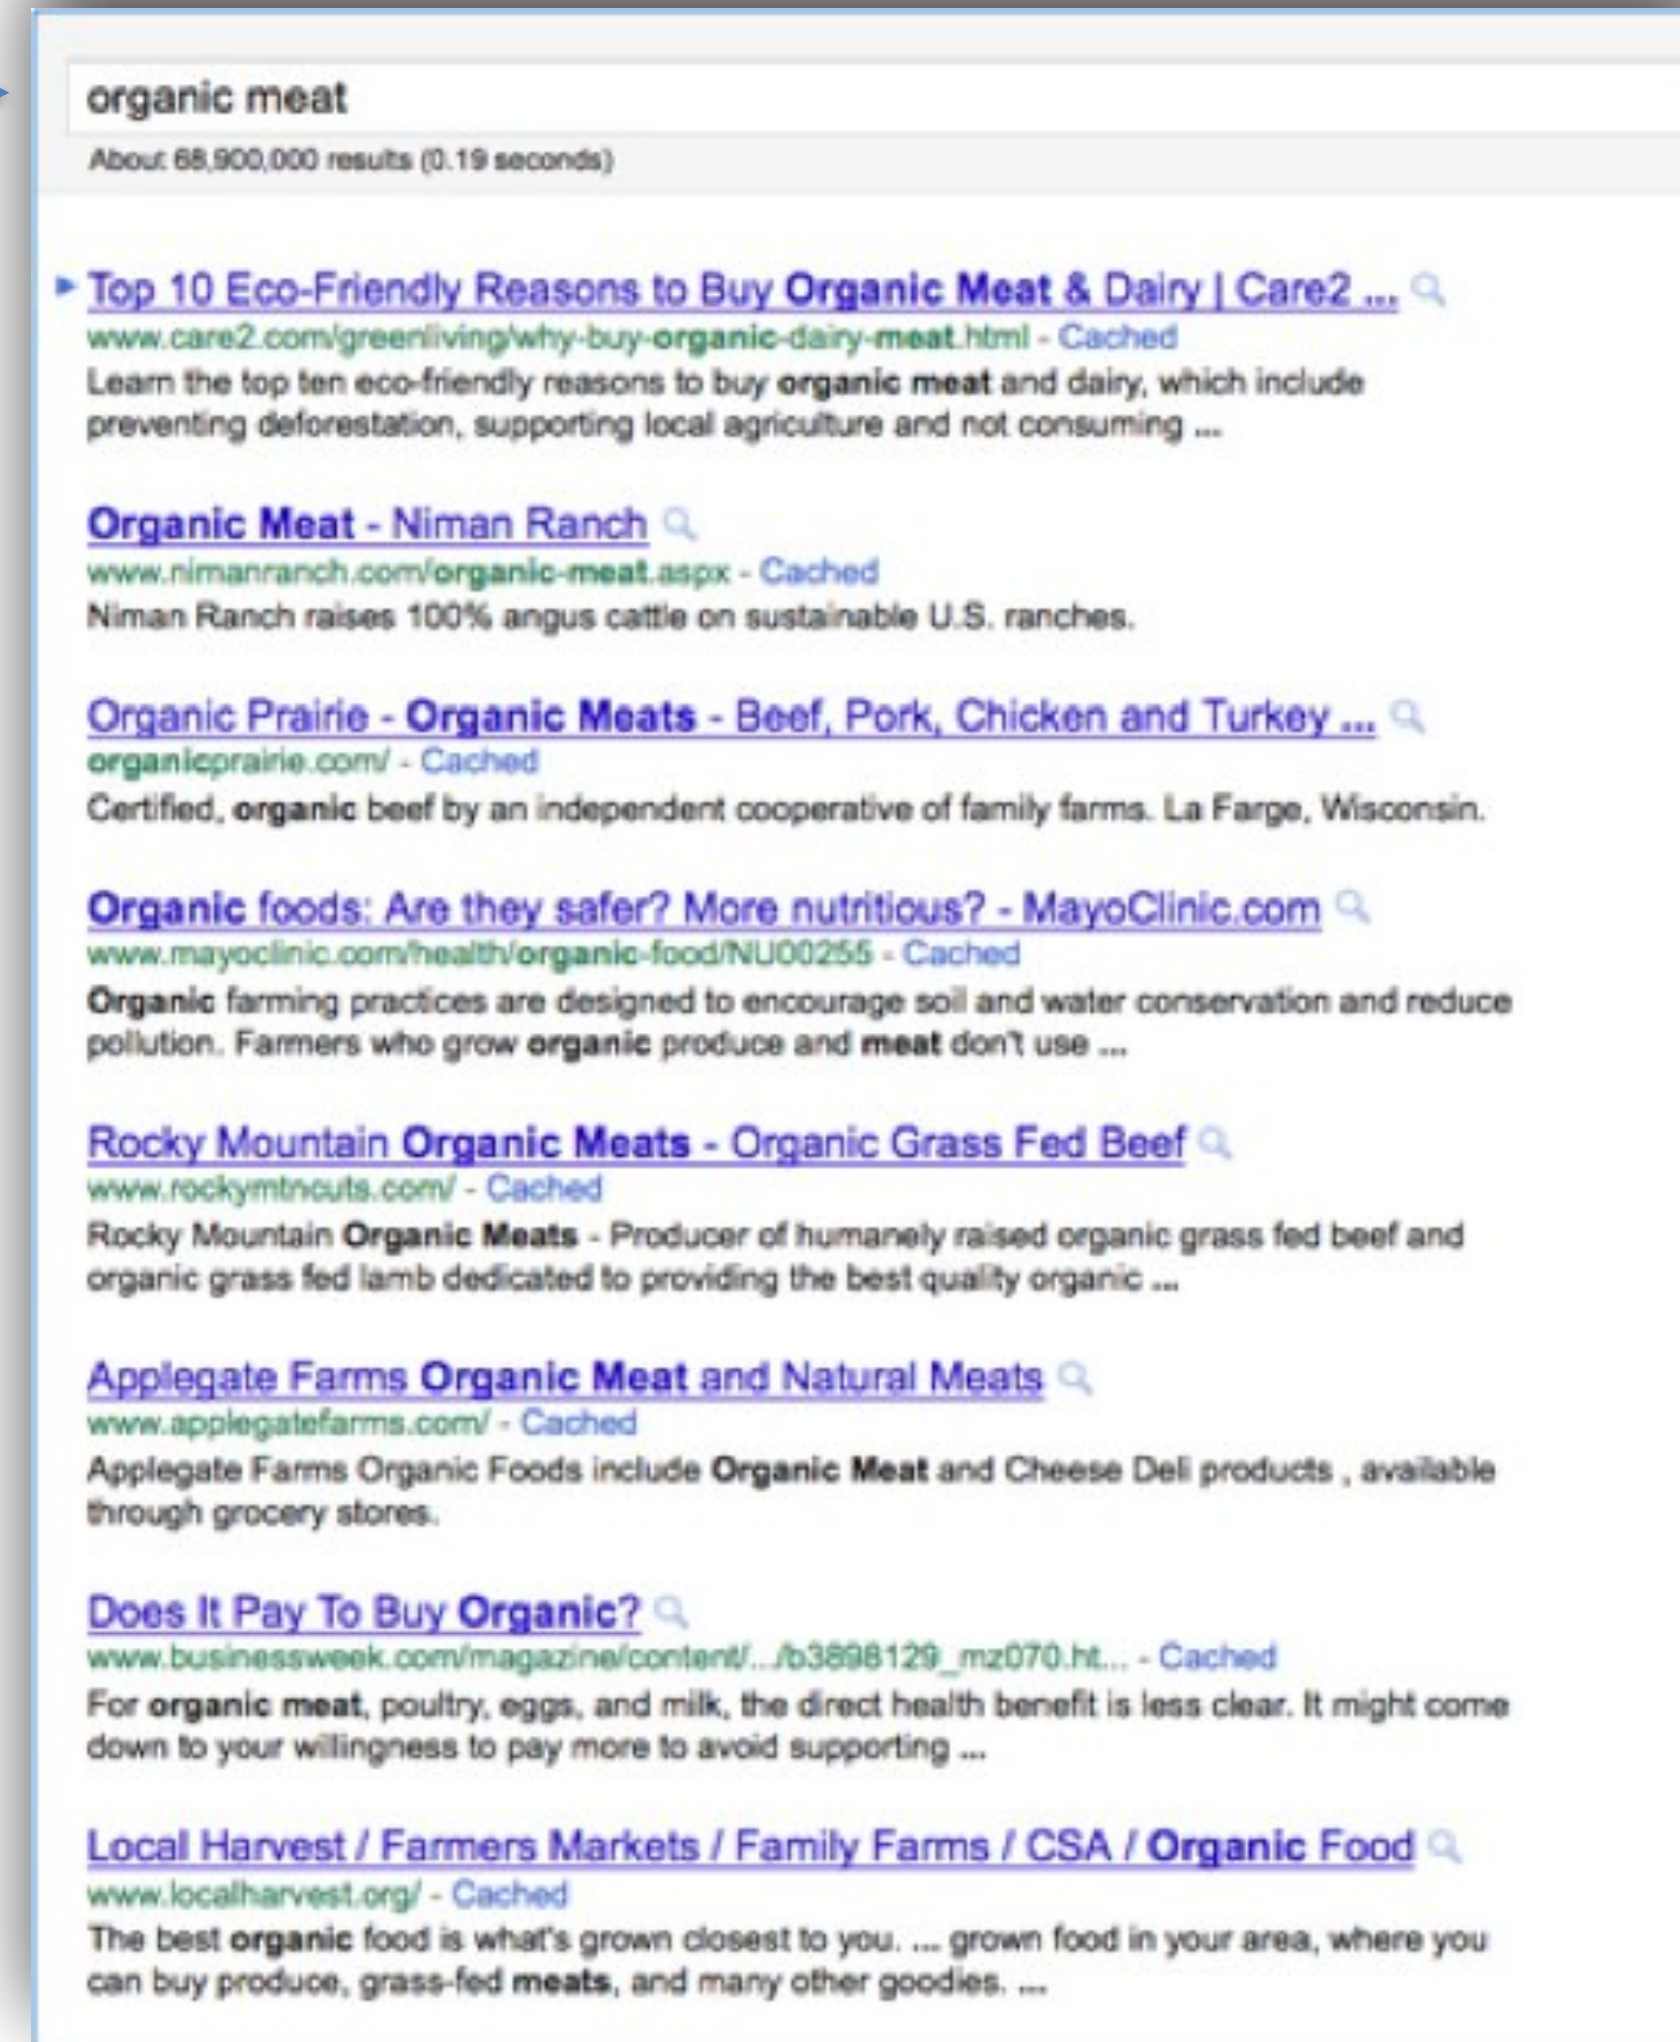 organic meat
About 68,900,000 results (0.19 seconds)
Top 10 Eco-Friendly Reasons to Buy Organic Meat & Dairy | Care2 ...
www.care2.com/greenliving/why-buy-organic-dairy-meat.html - Cached
Learn the top ten eco-friendly reasons to buy organic meat and dairy, which include
preventing deforestation, supporting local agriculture and not consuming ...
Organic Meat - Niman Ranch
www.nimanranch.com/organic-meat.aspx - Cached
Niman Ranch raises 100% angus cattle on sustainable U.S. ranches.
Organic Prairie - Organic Meats - Beef, Pork, Chicken and Turkey ...
organicprairie.com/ - Cached
Certified, organic beef by an independent cooperative of family farms. La Farge, Wisconsin.
Organic foods: Are they safer? More nutritious? - MayoClinic.com
www.mayoclinic.com/health/organic-food/NU00255 - Cached
Organic farming practices are designed to encourage soil and water conservation and reduce
pollution. Farmers who grow organic produce and meat don't use ...
Rocky Mountain Organic Meats - Organic Grass Fed Beef
www.rockymtncuts.com/ - Cached
Rocky Mountain Organic Meats - Producer of humanely raised organic grass fed beef and
organic grass fed lamb dedicated to providing the best quality organic ...
Applegate Farms Organic Meat and Natural Meats
www.applegatefarms.com/ - Cached
Applegate Farms Organic Foods include Organic Meat and Cheese Deli products , available
through grocery stores.
Does It Pay To Buy Organic?
www.businessweek.com/magazine/content/.../b3898129_mz070.ht... - Cached
For organic meat, poultry, eggs, and milk, the direct health benefit is less clear. It might come
down to your willingness to pay more to avoid supporting ...
Local Harvest / Farmers Markets / Family Farms / CSA / Organic Food
www.localharvest.org/ - Cached
The best organic food is what's grown closest to you. ... grown food in your area, where you
can buy produce, grass-fed meats, and many other goodies. ...